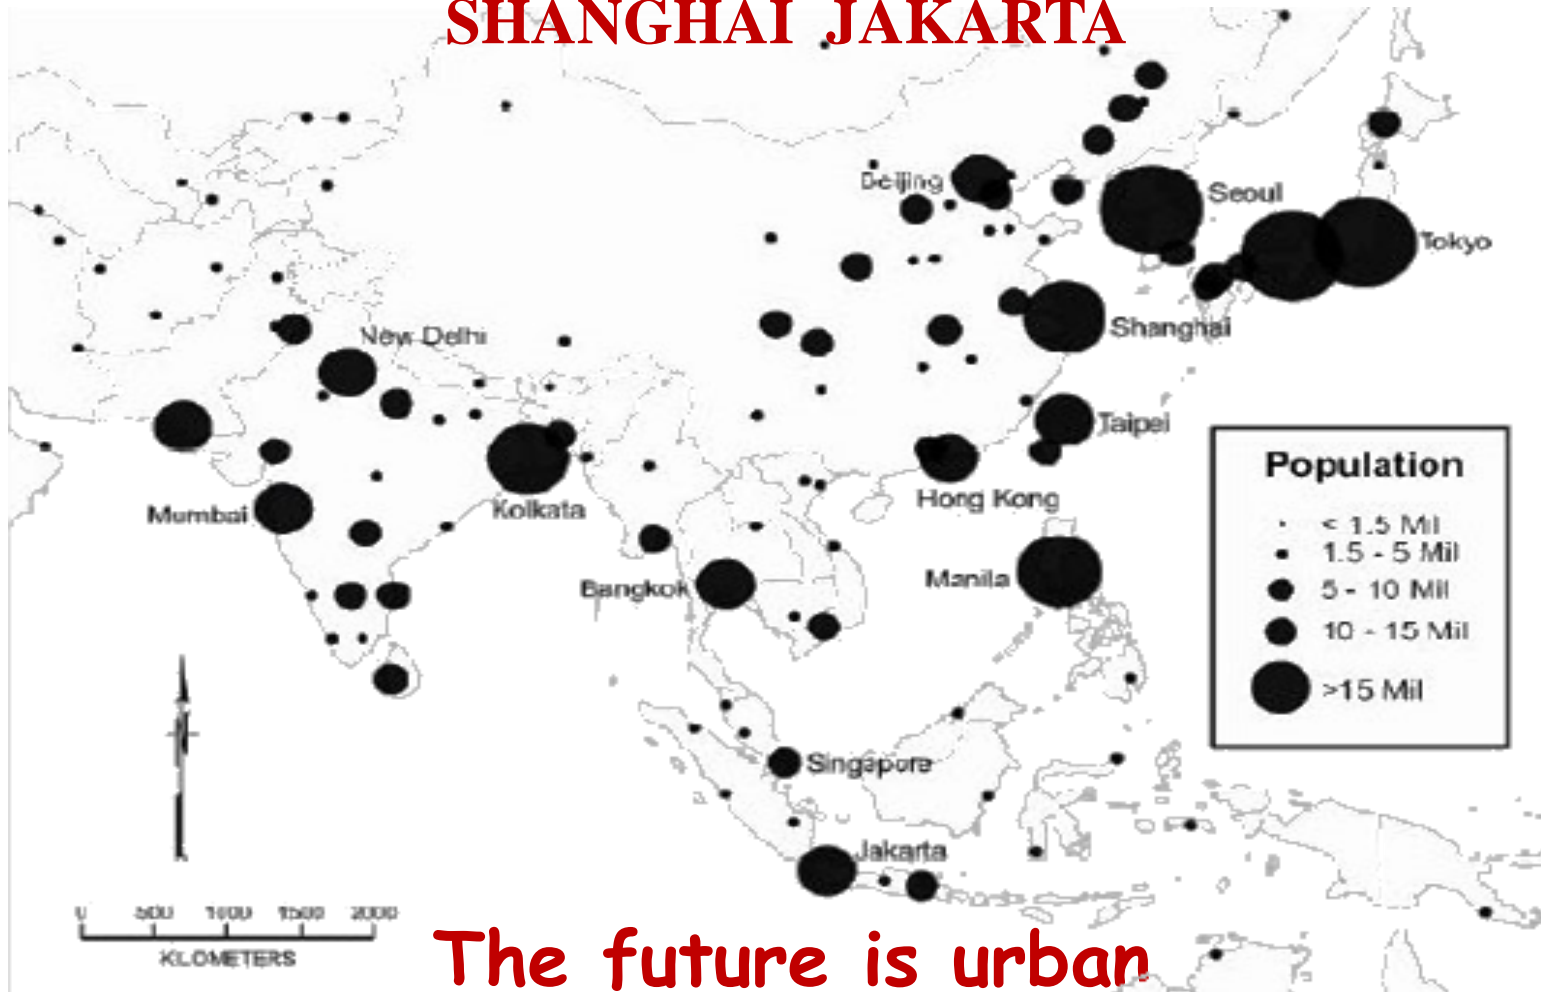 SHANGHAI JAKARTA
Beijing
Seoul
Tokyo
Shanghai
New Delhi
Taipei
Mumbai
Kolkata
Hong Kong
Bangkok
Manila
Singapore
Jakarta
Population
< 1.5 Mil
1.5 - 5 Mil
5 - 10 Mil
10 - 15 Mil
>15 Mil
0 500 1000 1500 2000
KILOMETERS
The future is urban